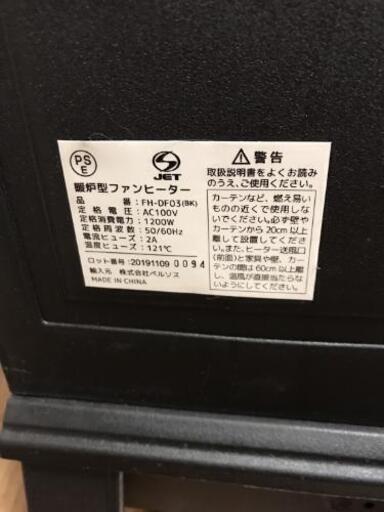 PS
E
JET
暖炉型ファンヒーター
品番：FH-DF03(BK)
定格電圧：AC100V
定格消費電力：1200W
定格周波数：50/60Hz
電流ヒューズ：2A
温度ヒューズ：121℃
ロット番号：20191109 0094
輸入元 株式会社ベルソス
MADE IN CHINA
⚠ 警告
取扱説明書をよくお読み
のうえ、ご使用ください。
カーテンなど、燃え易い
ものの近くで使用しな
いでください。必ず壁や
カーテンから20cm以上
離して設置してくださ
い。また、ヒーター送風口
(前面)と家具や壁、カー
テンの間は60cm以上離
し、温風が直接当たらな
いようにしてください。